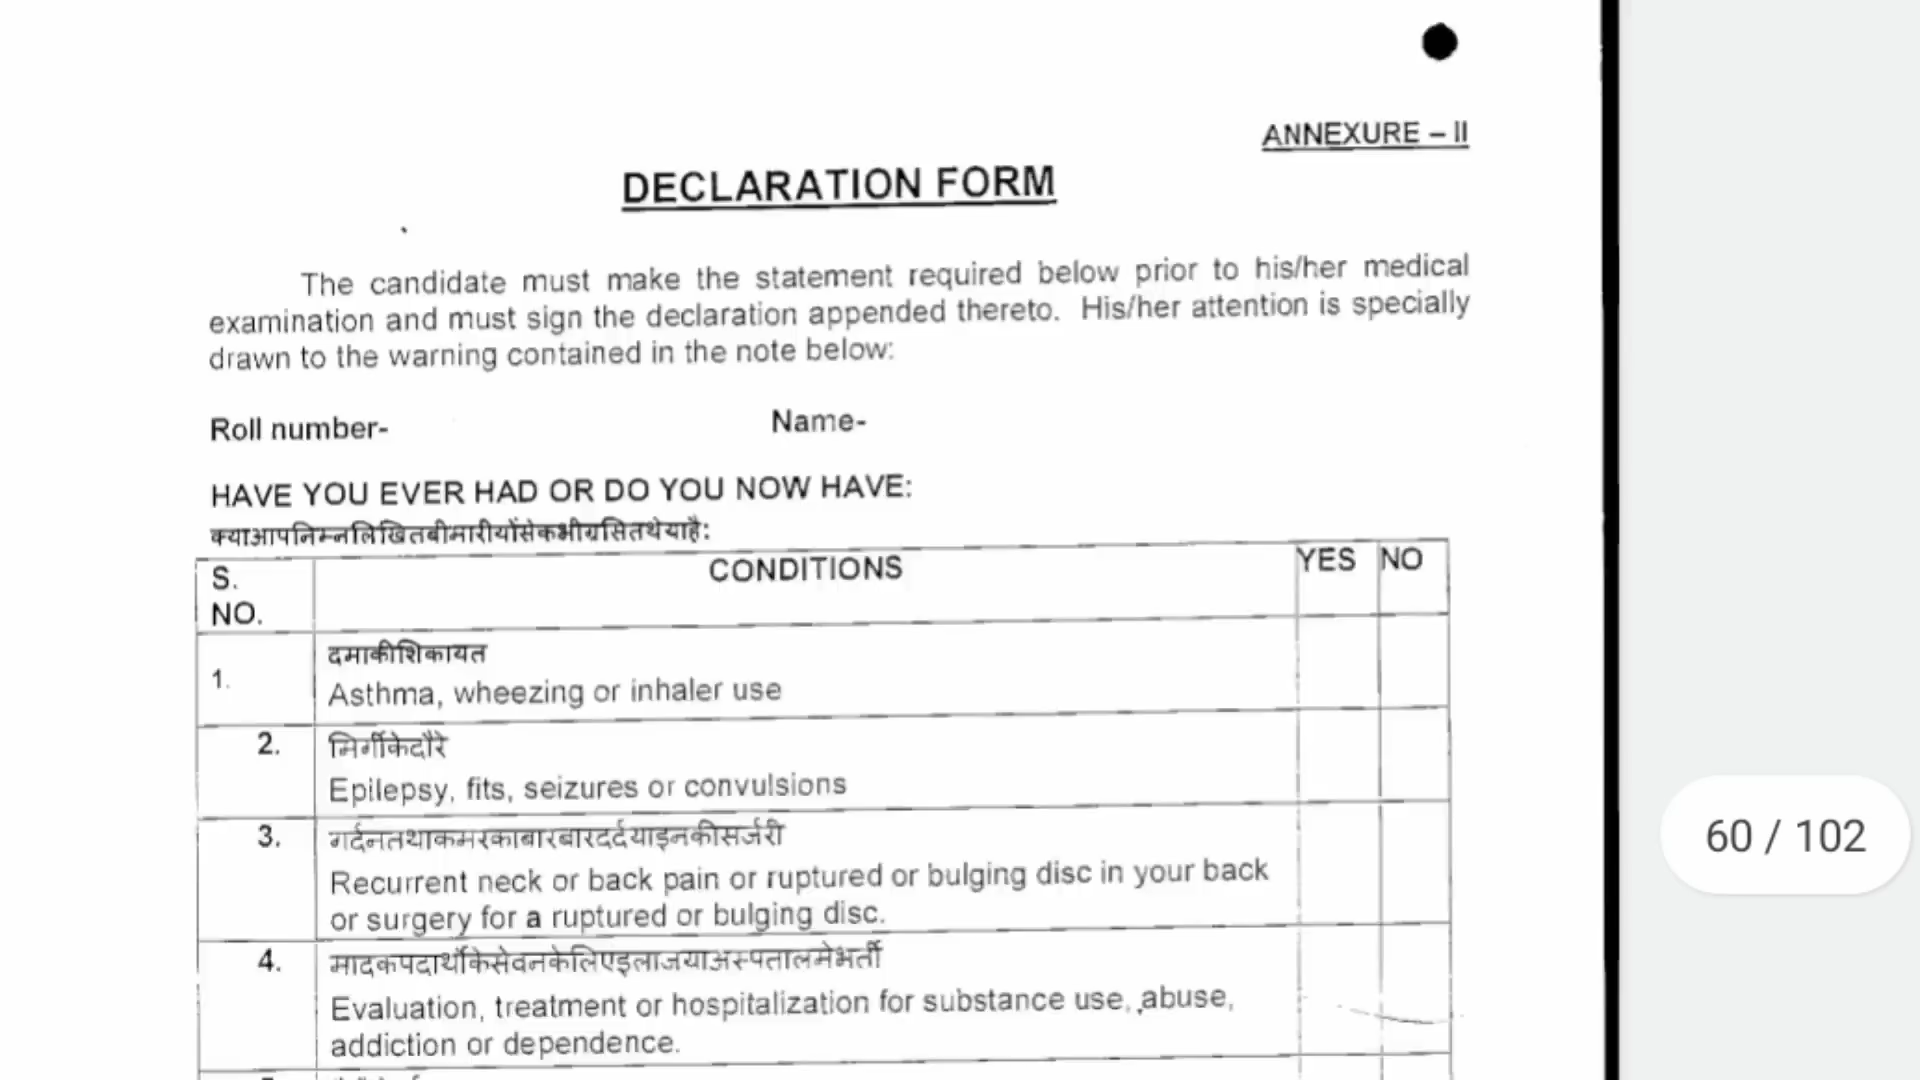 ANNEXURE – II
DECLARATION FORM
The candidate must make the statement required below prior to his/her medical
examination and must sign the declaration appended thereto. His/her attention is specially
drawn to the warning contained in the note below:
Roll number- Name-
HAVE YOU EVER HAD OR DO YOU NOW HAVE:
क्याआपनिम्नलिखितबीमारीयोंसेकभीग्रसितथेयाहै:
S. NO. CONDITIONS YES NO
1. दमाकीशिकायत
Asthma, wheezing or inhaler use
2. मिर्गीकेदौरे
Epilepsy, fits, seizures or convulsions
3. गर्दनतथाकमरकाबारबारदर्दयाइनकीसर्जरी
Recurrent neck or back pain or ruptured or bulging disc in your back
or surgery for a ruptured or bulging disc.
4. मादकपदार्थोकेसेवनकेलिएइलाजयाअस्पतालमेभर्ती
Evaluation, treatment or hospitalization for substance use, abuse,
addiction or dependence.
60 / 102